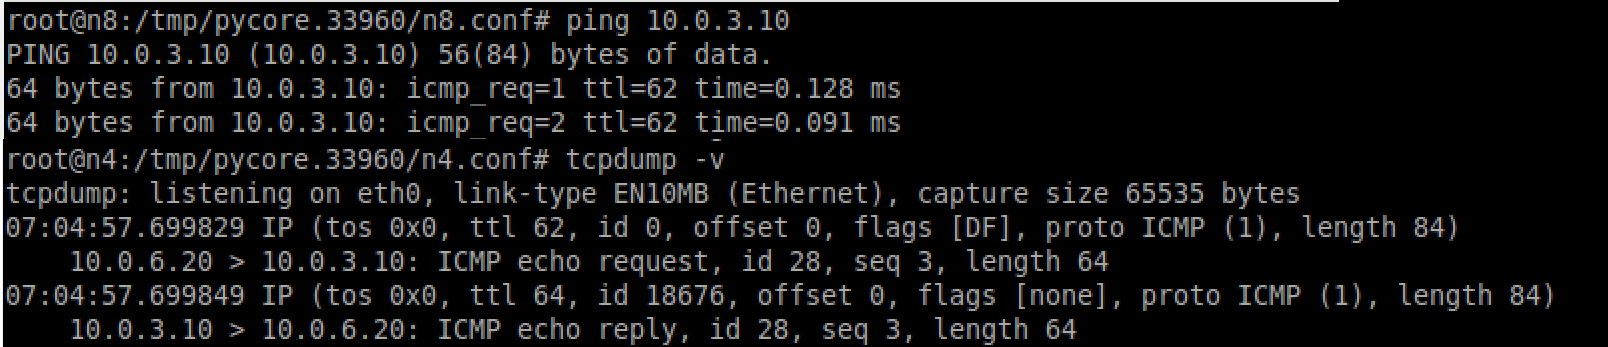 root@n8:/tmp/pycore.33960/n8.conf# ping 10.0.3.10
PING 10.0.3.10 (10.0.3.10) 56(84) bytes of data.
64 bytes from 10.0.3.10: icmp_req=1 ttl=62 time=0.128 ms
64 bytes from 10.0.3.10: icmp_req=2 ttl=62 time=0.091 ms
root@n4:/tmp/pycore.33960/n4.conf# tcpdump -v
tcpdump: listening on eth0, link-type EN10MB (Ethernet), capture size 65535 bytes
07:04:57.699829 IP (tos 0x0, ttl 62, id 0, offset 0, flags [DF], proto ICMP (1), length 84)
    10.0.6.20 > 10.0.3.10: ICMP echo request, id 28, seq 3, length 64
07:04:57.699849 IP (tos 0x0, ttl 64, id 18676, offset 0, flags [none], proto ICMP (1), length 84)
    10.0.3.10 > 10.0.6.20: ICMP echo reply, id 28, seq 3, length 64